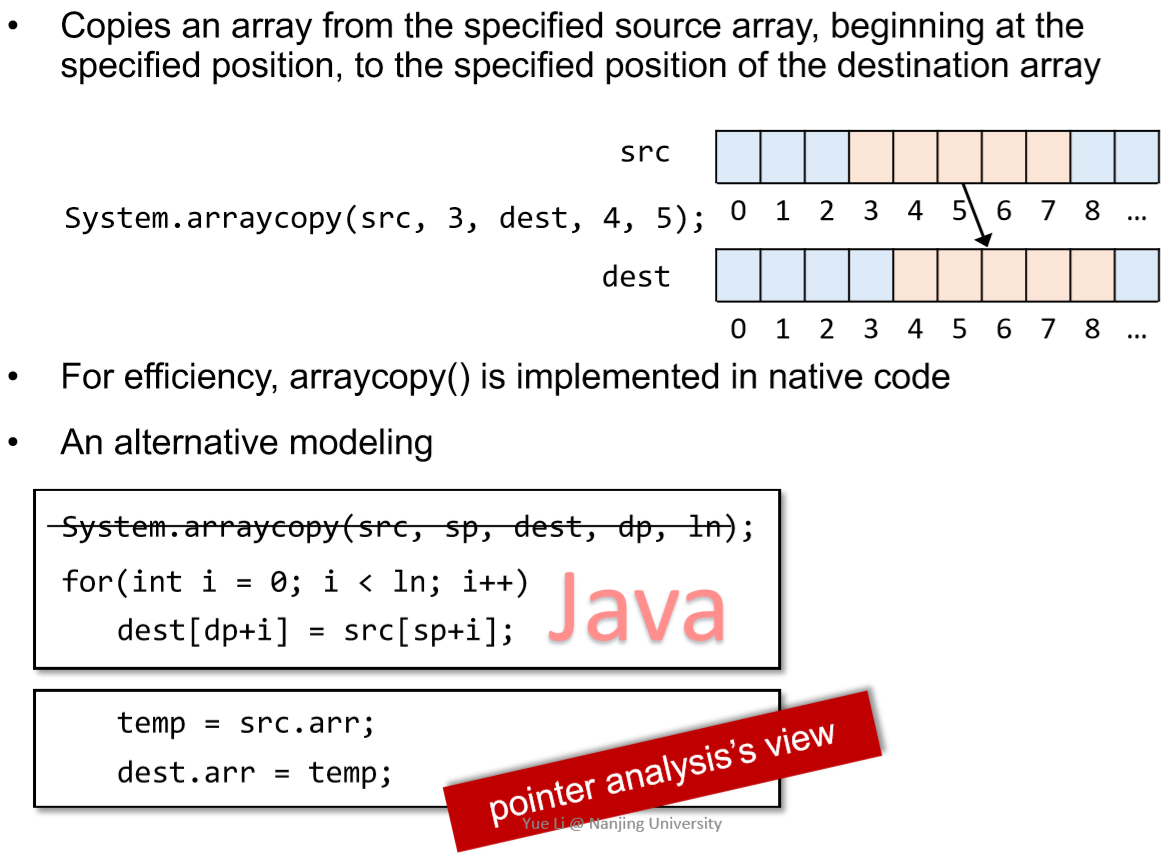 • Copies an array from the specified source array, beginning at the
specified position, to the specified position of the destination array
src
0 1 2 3 4 5 6 7 8 ...
System.arraycopy(src, 3, dest, 4, 5);
dest
0 1 2 3 4 5 6 7 8 ...
• For efficiency, arraycopy() is implemented in native code
• An alternative modeling
System.arraycopy(src, sp, dest, dp, ln);
for(int i = 0; i < ln; i++)
dest[dp+i] = src[sp+i];
Java
temp = src.arr;
dest.arr = temp;
pointer analysis's view
Yue Li @ Nanjing University